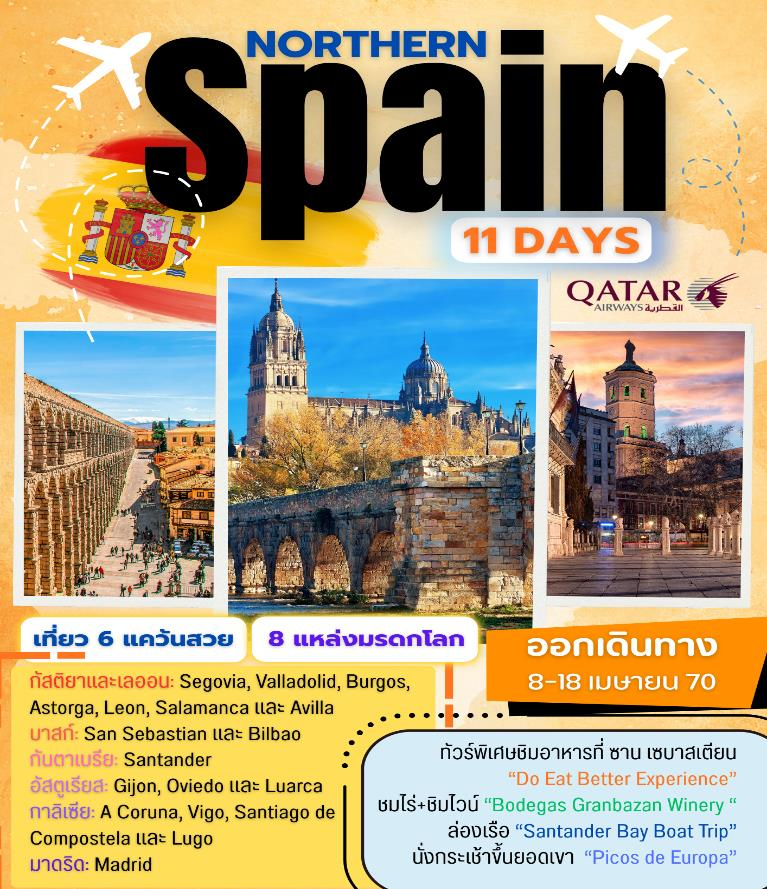 NORTHERN
Spain
11 DAYS
QATAR
AIRWAYS القطرية
เที่ยว 6 แคว้นสวย
8 แหล่งมรดกโลก
ออกเดินทาง
8-18 เมษายน 70
กัสติยาและเลออน: Segovia, Valladolid, Burgos,
Astorga, Leon, Salamanca และ Avilla
บาสก์: San Sebastian และ Bilbao
กันตาเบรีย: Santander
อัสตูเรียส: Gijon, Oviedo และ Luarca
กาลิเซีย: A Coruna, Vigo, Santiago de
Compostela และ Lugo
มาดริด: Madrid
ทัวร์พิเศษชิมอาหารที่ ซาน เซบาสเตียน
“Do Eat Better Experience”
ชมไร่+ชิมไวน์ “Bodegas Granbazan Winery “
ล่องเรือ “Santander Bay Boat Trip”
นั่งกระเช้าขึ้นยอดเขา “Picos de Europa”